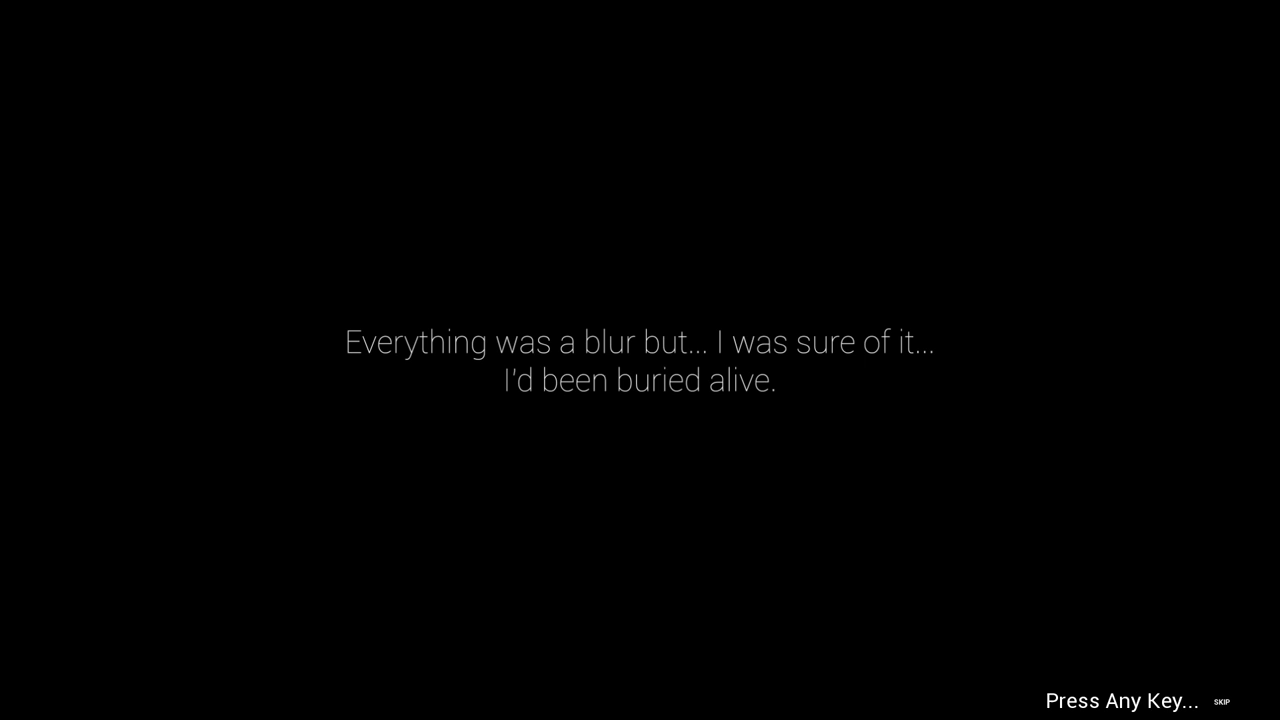 Everything was a blur but... I was sure of it...
I'd been buried alive.
Press Any Key... SKIP